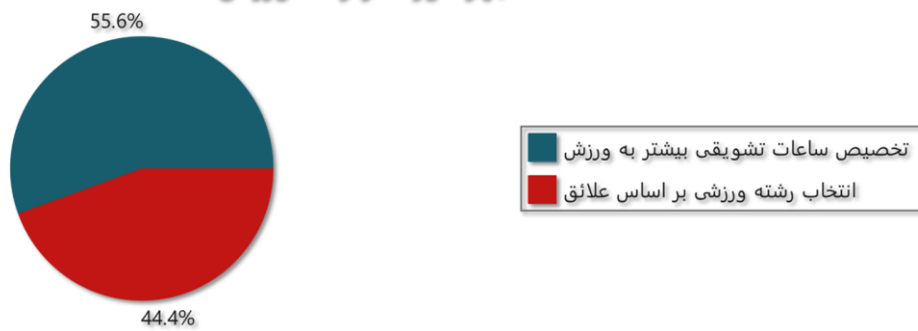 55.6%
تخصیص ساعات تشویقی بیشتر به ورزش
انتخاب رشته ورزشی بر اساس علائق
44.4%